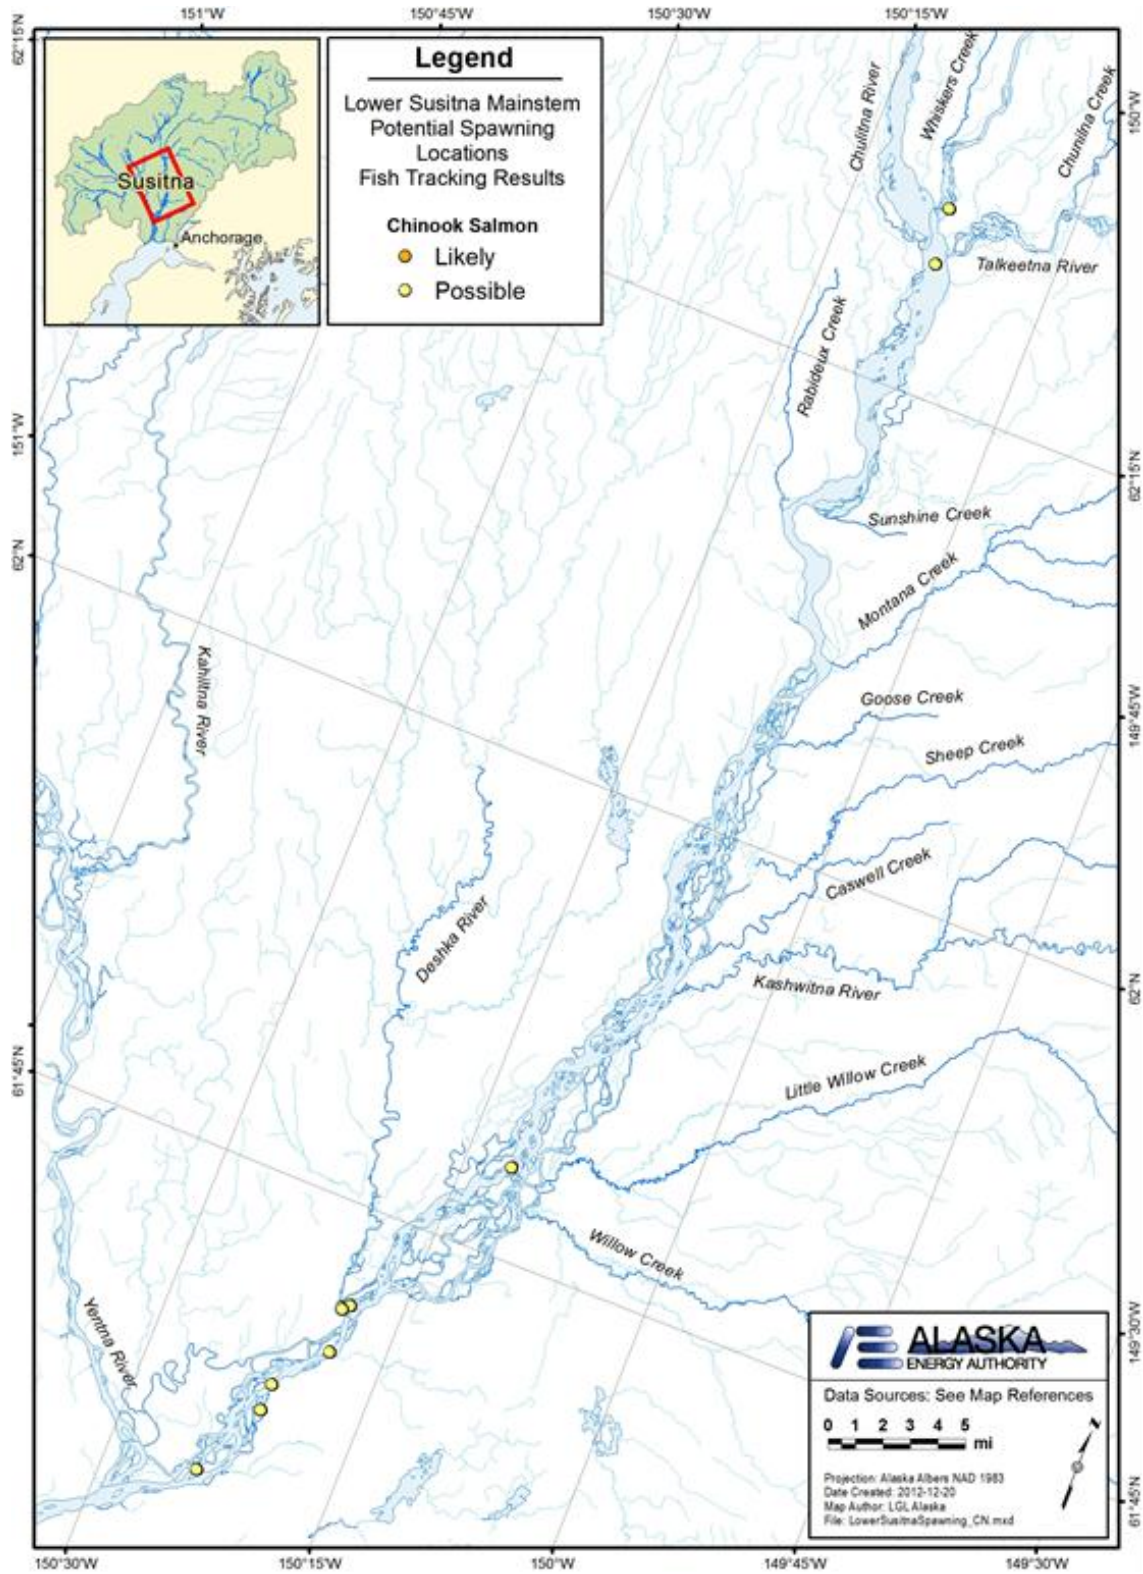 151°W
150°45'W
150°30'W
150°15'W
62°15'N
151°W
62°N
61°45'N
150°W
62°15'N
149°45'W
62°N
149°30'W
61°45'N
150°30'W
150°15'W
150°W
149°45'W
149°30'W
Susitna
Anchorage
Legend
Lower Susitna Mainstem
Potential Spawning
Locations
Fish Tracking Results
Chinook Salmon
Likely
Possible
Chulitna River
Whiskers Creek
Chunilna Creek
Talkeetna River
Rabideux Creek
Sunshine Creek
Montana Creek
Goose Creek
Sheep Creek
Caswell Creek
Kashwitna River
Little Willow Creek
Willow Creek
Kahiltna River
Deshka River
Yentna River
ALASKA
ENERGY AUTHORITY
Data Sources: See Map References
0 1 2 3 4 5
mi
N
Projection: Alaska Albers NAD 1983
Date Created: 2012-12-20
Map Author: LGL Alaska
File: LowerSusitnaSpawning_CN.mxd